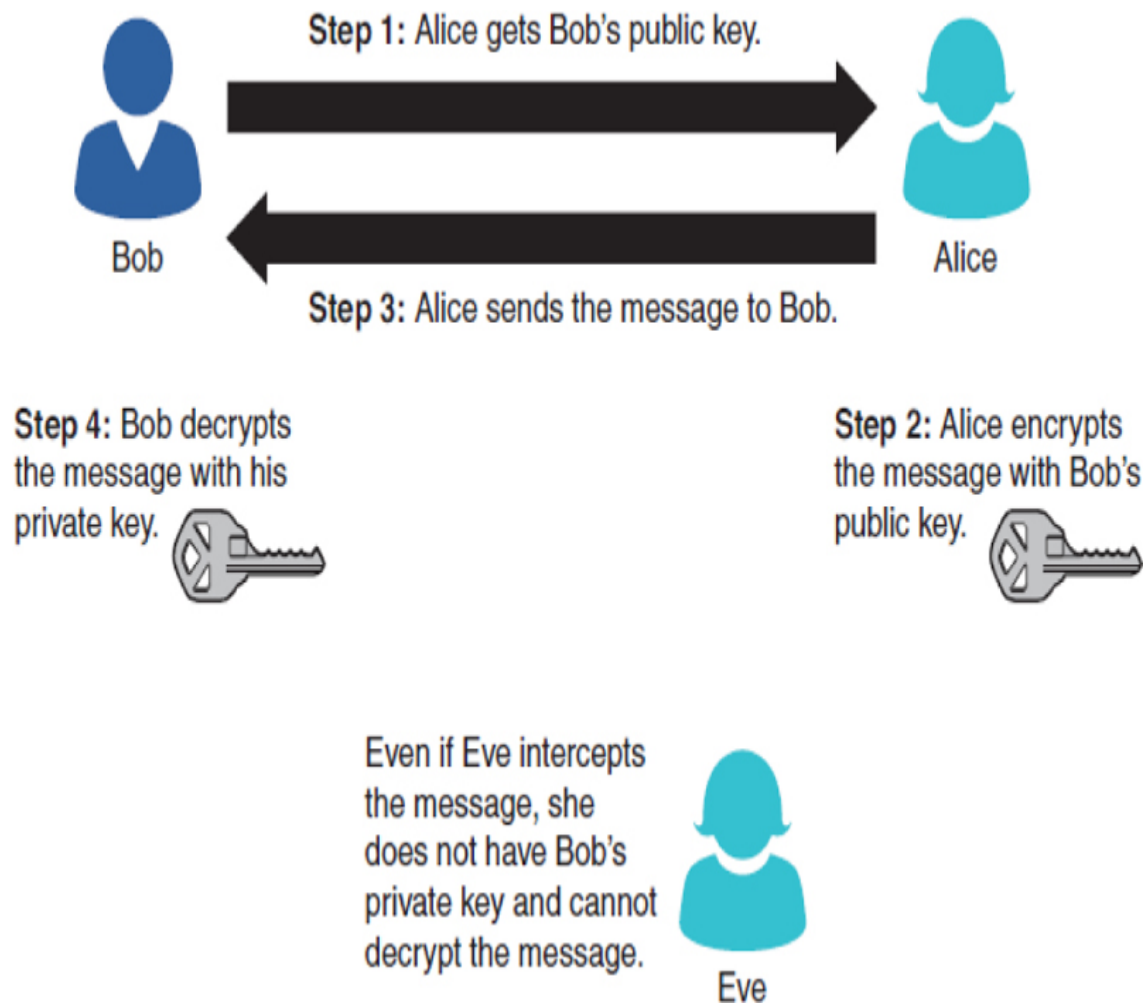 Step 1: Alice gets Bob’s public key.
Bob
Alice
Step 3: Alice sends the message to Bob.
Step 4: Bob decrypts
the message with his
private key.
Step 2: Alice encrypts
the message with Bob’s
public key.
Even if Eve intercepts
the message, she
does not have Bob’s
private key and cannot
decrypt the message.
Eve